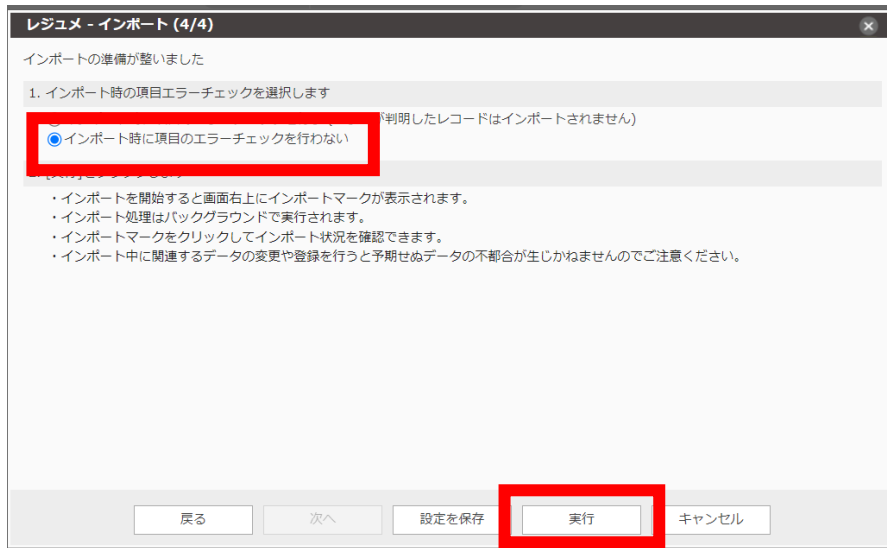 レジュメ - インポート (4/4)
インポートの準備が整いました
1. インポート時の項目エラーチェックを選択します
が判明したレコードはインポートされません)
インポート時に項目のエラーチェックを行わない
・インポートを開始すると画面右上にインポートマークが表示されます。
・インポート処理はバックグラウンドで実行されます。
・インポートマークをクリックしてインポート状況を確認できます。
・インポート中に関連するデータの変更や登録を行うと予期せぬデータの不都合が生じかねませんのでご注意ください。
戻る 次へ 設定を保存 実行 キャンセル